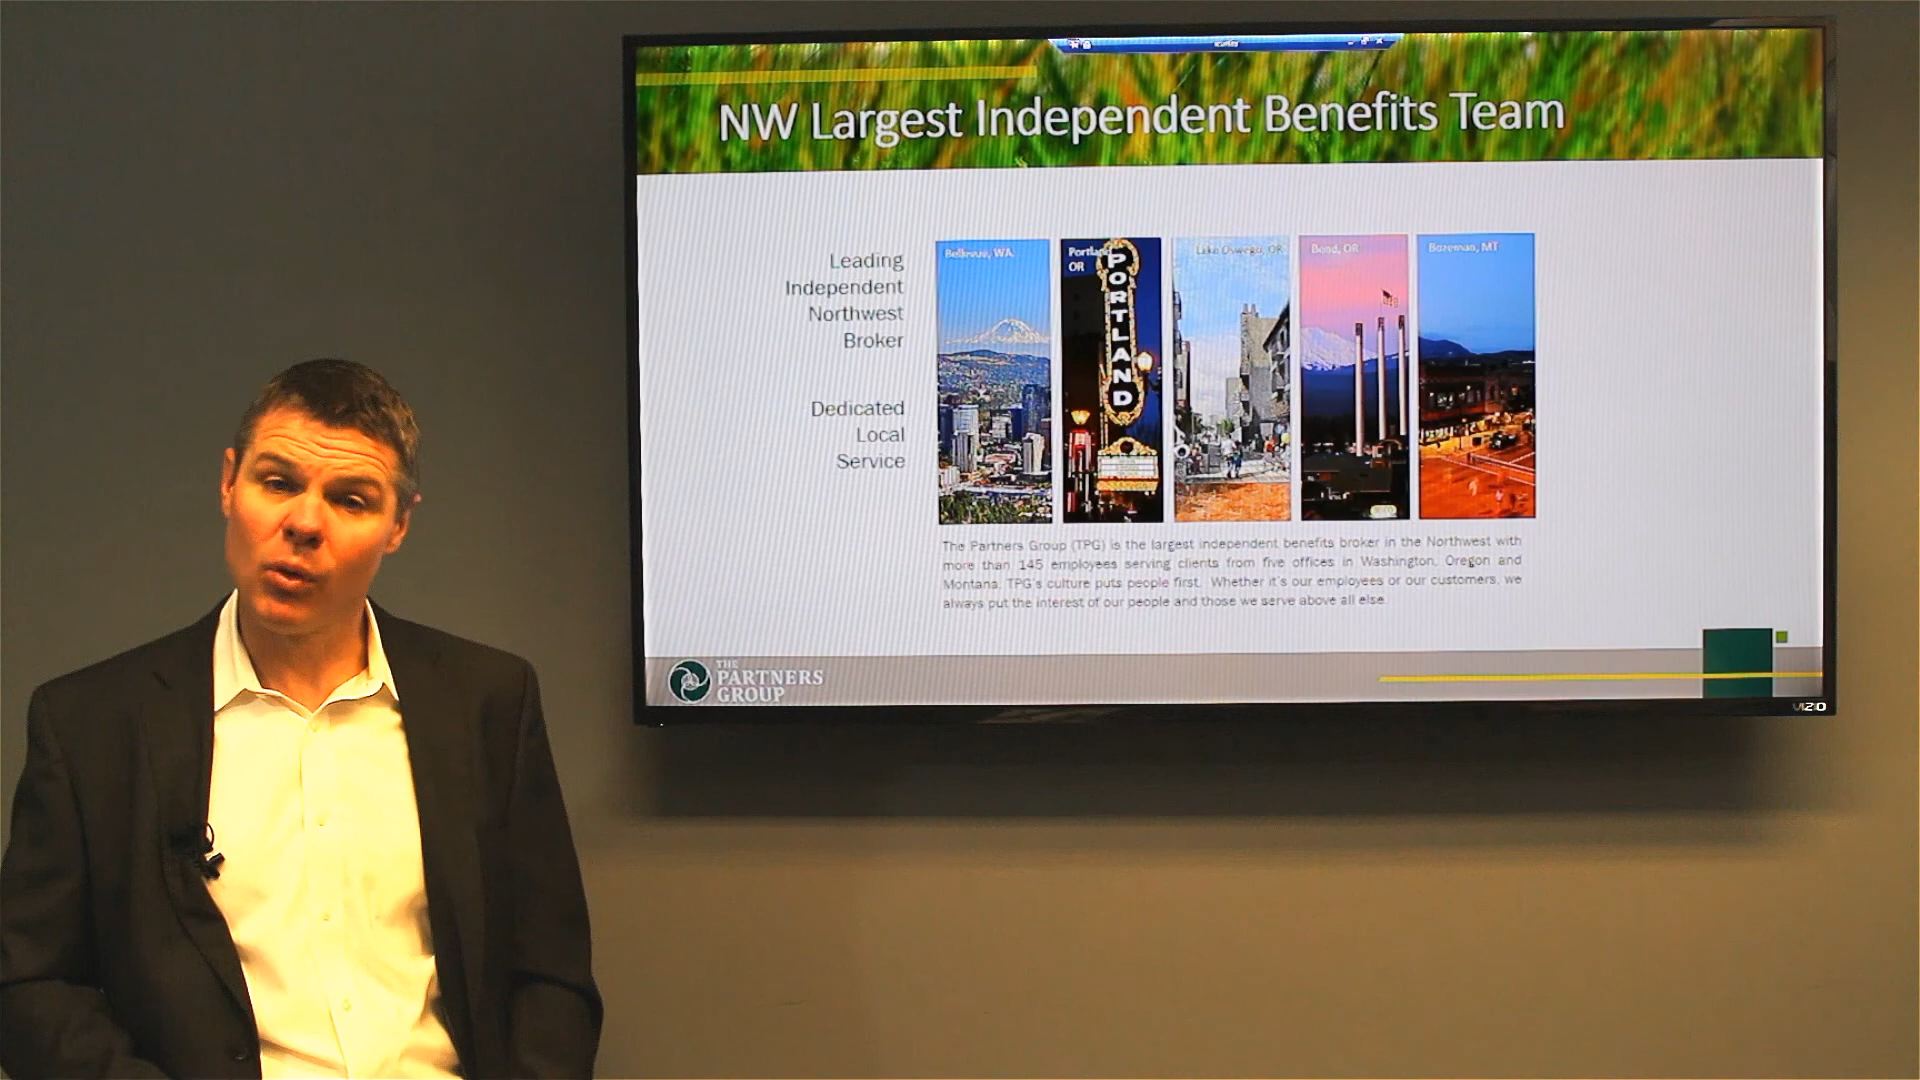 NW Largest Independent Benefits Team
Leading
Independent
Northwest
Broker
Dedicated
Local
Service
Bellevue, WA
Portland
OR
PORTLAND
Lake Oswego, OR
Bend, OR
Bozeman, MT
The Partners Group (TPG) is the largest independent benefits broker in the Northwest with
more than 145 employees serving clients from five offices in Washington, Oregon and
Montana. TPG's culture puts people first. Whether it's our employees or our customers, we
always put the interest of our people and those we serve above all else.
THE
PARTNERS
GROUP
VIZIO